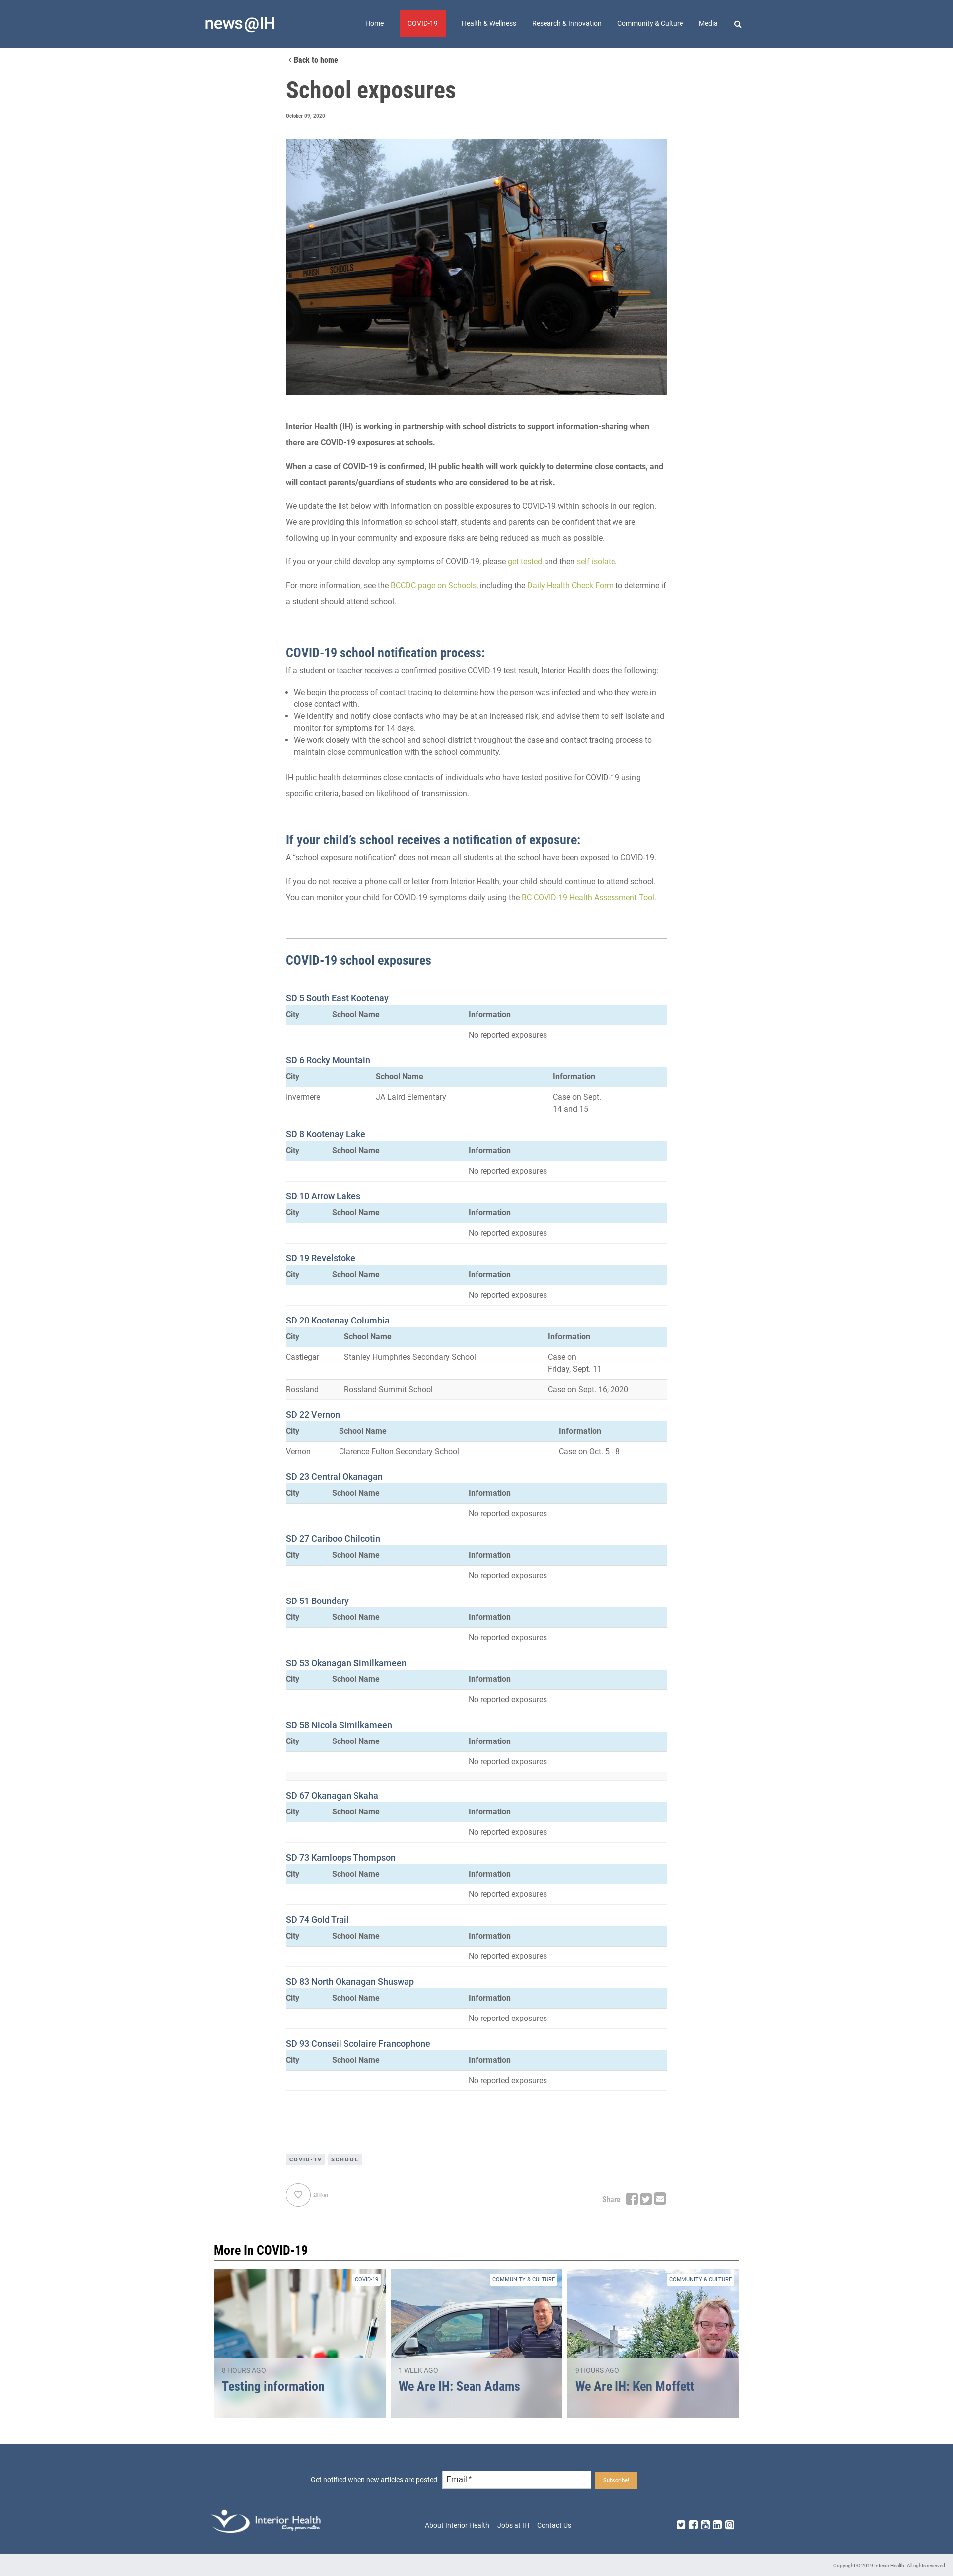 news@IH
Home
COVID-19
Health & Wellness
Research & Innovation
Community & Culture
Media
Back to home
School exposures
October 09, 2020
PARISH SCHOOLS
Interior Health (IH) is working in partnership with school districts to support information-sharing when
there are COVID-19 exposures at schools.
When a case of COVID-19 is confirmed, IH public health will work quickly to determine close contacts, and
will contact parents/guardians of students who are considered to be at risk.
We update the list below with information on possible exposures to COVID-19 within schools in our region.
We are providing this information so school staff, students and parents can be confident that we are
following up in your community and exposure risks are being reduced as much as possible.
If you or your child develop any symptoms of COVID-19, please get tested and then self isolate.
For more information, see the BCCDC page on Schools, including the Daily Health Check Form to determine if
a student should attend school.
COVID-19 school notification process:
If a student or teacher receives a confirmed positive COVID-19 test result, Interior Health does the following:
• We begin the process of contact tracing to determine how the person was infected and who they were in
close contact with.
• We identify and notify close contacts who may be at an increased risk, and advise them to self isolate and
monitor for symptoms for 14 days.
• We work closely with the school and school district throughout the case and contact tracing process to
maintain close communication with the school community.
IH public health determines close contacts of individuals who have tested positive for COVID-19 using
specific criteria, based on likelihood of transmission.
If your child's school receives a notification of exposure:
A "school exposure notification" does not mean all students at the school have been exposed to COVID-19.
If you do not receive a phone call or letter from Interior Health, your child should continue to attend school.
You can monitor your child for COVID-19 symptoms daily using the BC COVID-19 Health Assessment Tool.
COVID-19 school exposures
SD 5 South East Kootenay
City School Name Information
No reported exposures
SD 6 Rocky Mountain
City School Name Information
Invermere JA Laird Elementary Case on Sept.
14 and 15
SD 8 Kootenay Lake
City School Name Information
No reported exposures
SD 10 Arrow Lakes
City School Name Information
No reported exposures
SD 19 Revelstoke
City School Name Information
No reported exposures
SD 20 Kootenay Columbia
City School Name Information
Castlegar Stanley Humphries Secondary School Case on
Friday, Sept. 11
Rossland Rossland Summit School Case on Sept. 16, 2020
SD 22 Vernon
City School Name Information
Vernon Clarence Fulton Secondary School Case on Oct. 5 - 8
SD 23 Central Okanagan
City School Name Information
No reported exposures
SD 27 Cariboo Chilcotin
City School Name Information
No reported exposures
SD 51 Boundary
City School Name Information
No reported exposures
SD 53 Okanagan Similkameen
City School Name Information
No reported exposures
SD 58 Nicola Similkameen
City School Name Information
No reported exposures
SD 67 Okanagan Skaha
City School Name Information
No reported exposures
SD 73 Kamloops Thompson
City School Name Information
No reported exposures
SD 74 Gold Trail
City School Name Information
No reported exposures
SD 83 North Okanagan Shuswap
City School Name Information
No reported exposures
SD 93 Conseil Scolaire Francophone
City School Name Information
No reported exposures
COVID-19 SCHOOL
likes
Share
More In COVID-19
COVID-19
8 HOURS AGO
Testing information
COMMUNITY & CULTURE
1 WEEK AGO
We Are IH: Sean Adams
COMMUNITY & CULTURE
9 HOURS AGO
We Are IH: Ken Moffett
Get notified when new articles are posted
Email *
Subscribe!
Interior Health
Every person matters
About Interior Health
Jobs at IH
Contact Us
Copyright © 2019 Interior Health. All rights reserved.